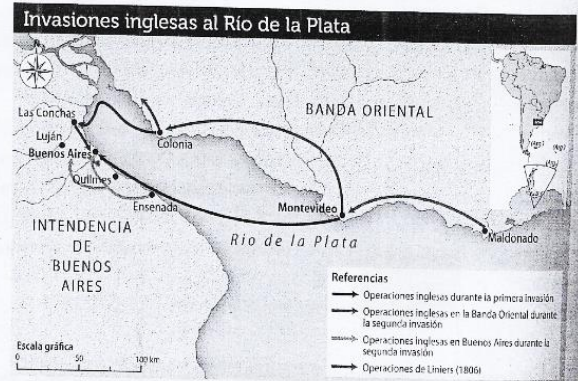 Invasiones inglesas al Río de la Plata
N
Las Conchas
Luján
Buenos Aires
Quilmes
Ensenada
Colonia
BANDA ORIENTAL
Montevideo
Maldonado
Río de la Plata
INTENDENCIA
DE
BUENOS
AIRES
Escala gráfica
0 50 100 km
Referencias
Operaciones inglesas durante la primera invasión
Operaciones inglesas en la Banda Oriental durante
la segunda invasión
Operaciones inglesas en Buenos Aires durante la
segunda invasión
Operaciones de Liniers (1806)
(Arg)
(Arg)